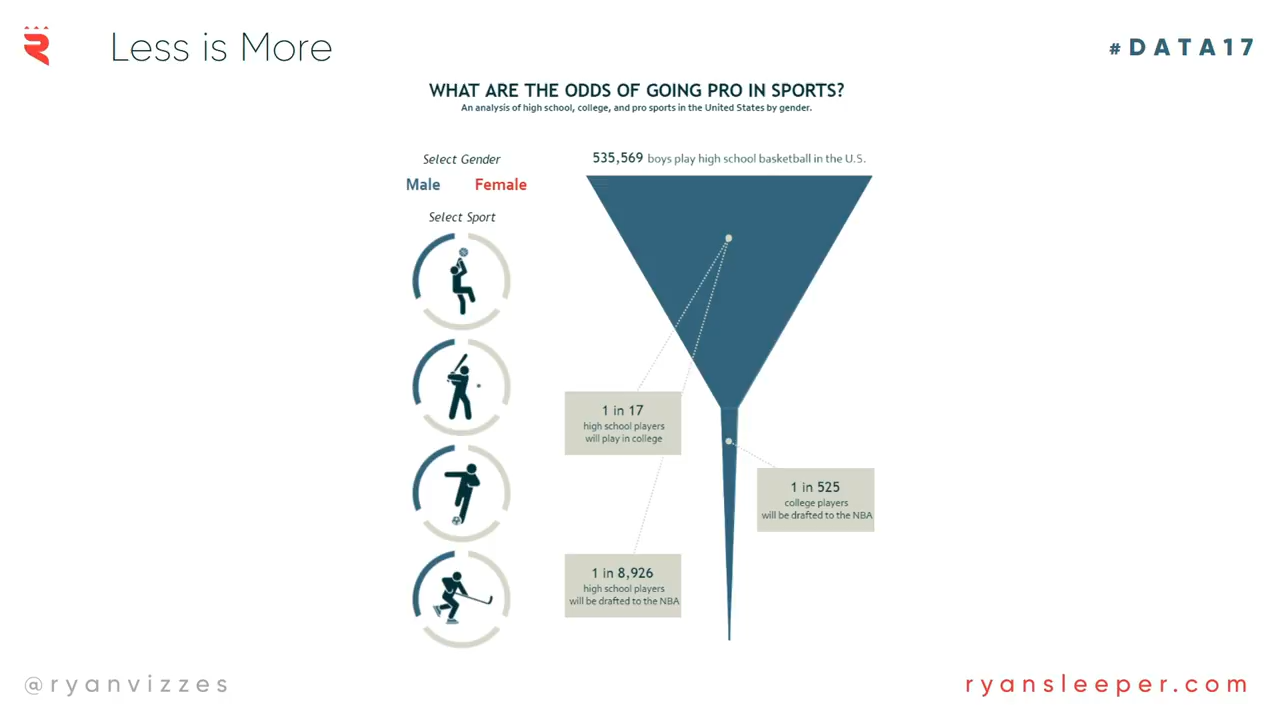 Less is More
#DATA17
WHAT ARE THE ODDS OF GOING PRO IN SPORTS?
An analysis of high school, college, and pro sports in the United States by gender.
Select Gender
Male Female
Select Sport
535,569 boys play high school basketball in the U.S.
1 in 17
high school players
will play in college
1 in 525
college players
will be drafted to the NBA
1 in 8,926
high school players
will be drafted to the NBA
@ryanvizzes
ryansleeper.com